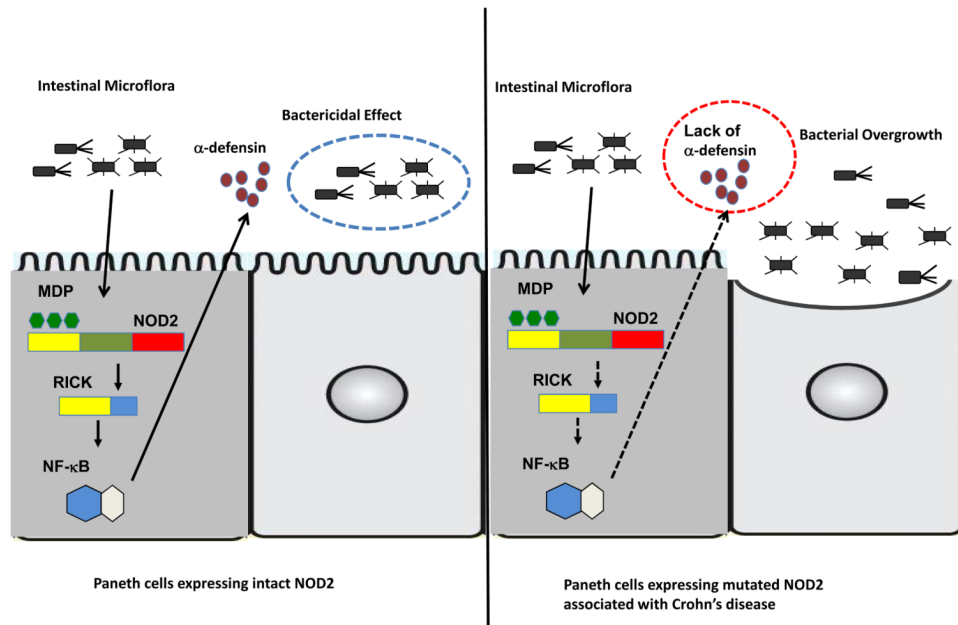 Intestinal Microflora
Bactericidal Effect
α-defensin
MDP
NOD2
RICK
NF-κB
Paneth cells expressing intact NOD2
Intestinal Microflora
Lack of
α-defensin
Bacterial Overgrowth
MDP
NOD2
RICK
NF-κB
Paneth cells expressing mutated NOD2
associated with Crohn’s disease